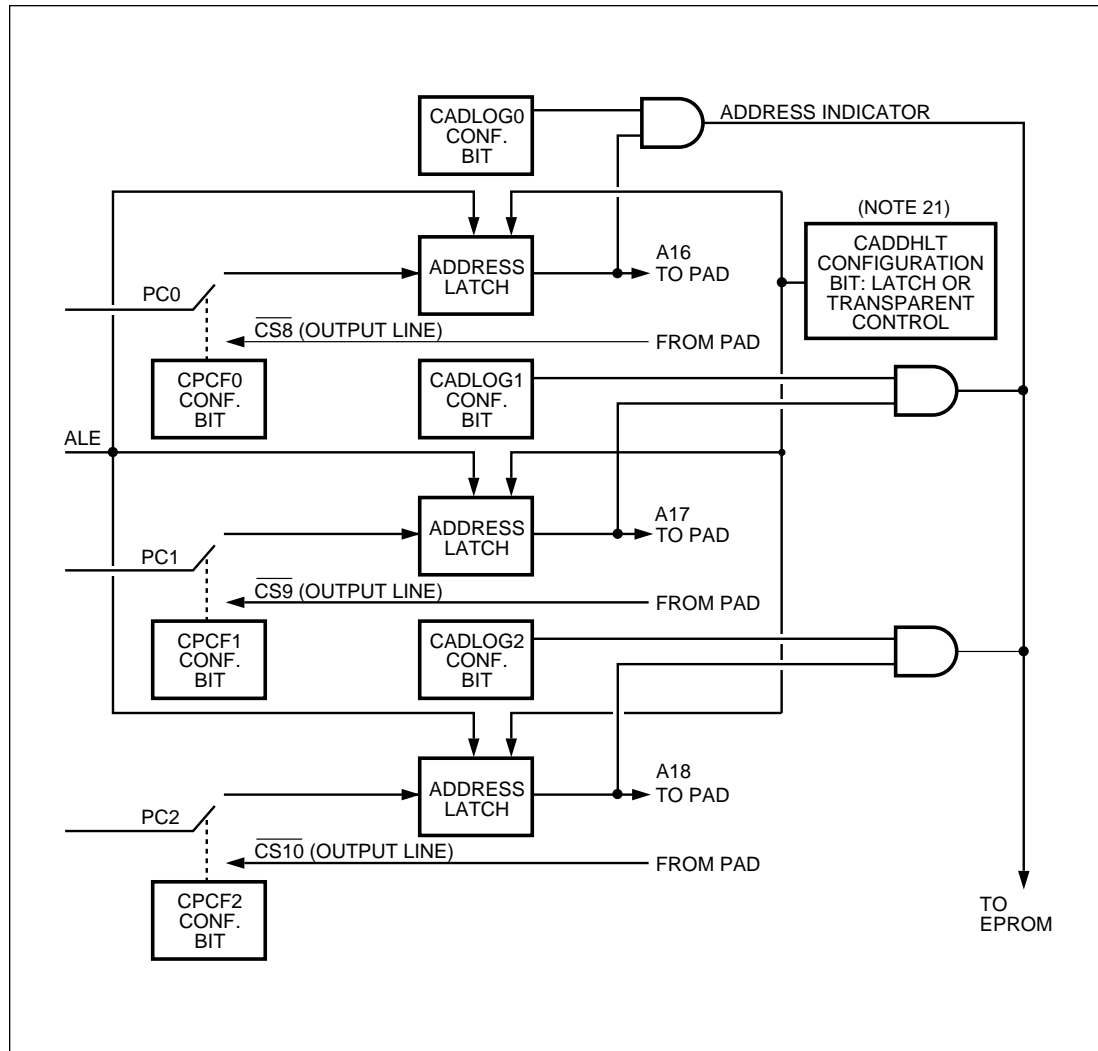 CADLOG0
CONF.
BIT
ADDRESS INDICATOR
(NOTE 21)
CADDHLT
CONFIGURATION
BIT: LATCH OR
TRANSPARENT
CONTROL
ADDRESS
LATCH
A16
TO PAD
PC0
CS8 (OUTPUT LINE)
FROM PAD
CPCF0
CONF.
BIT
CADLOG1
CONF.
BIT
ALE
ADDRESS
LATCH
A17
TO PAD
PC1
CS9 (OUTPUT LINE)
FROM PAD
CPCF1
CONF.
BIT
CADLOG2
CONF.
BIT
ADDRESS
LATCH
A18
TO PAD
PC2
CS10 (OUTPUT LINE)
FROM PAD
CPCF2
CONF.
BIT
TO
EPROM